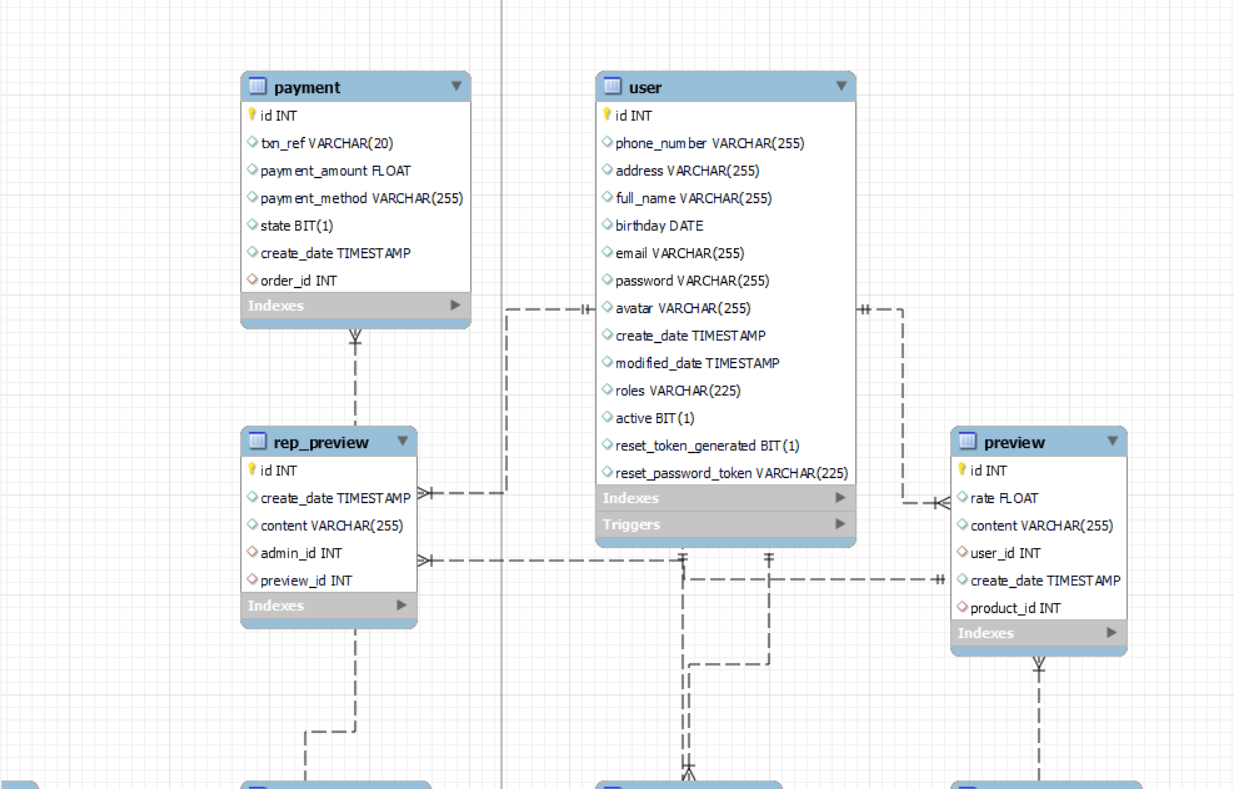 payment
id INT
txn_ref VARCHAR(20)
payment_amount FLOAT
payment_method VARCHAR(255)
state BIT(1)
create_date TIMESTAMP
order_id INT
Indexes
user
id INT
phone_number VARCHAR(255)
address VARCHAR(255)
full_name VARCHAR(255)
birthday DATE
email VARCHAR(255)
password VARCHAR(255)
avatar VARCHAR(255)
create_date TIMESTAMP
modified_date TIMESTAMP
roles VARCHAR(225)
active BIT(1)
reset_token_generated BIT(1)
reset_password_token VARCHAR(225)
Indexes
Triggers
rep_preview
id INT
create_date TIMESTAMP
content VARCHAR(255)
admin_id INT
preview_id INT
Indexes
preview
id INT
rate FLOAT
content VARCHAR(255)
user_id INT
create_date TIMESTAMP
product_id INT
Indexes